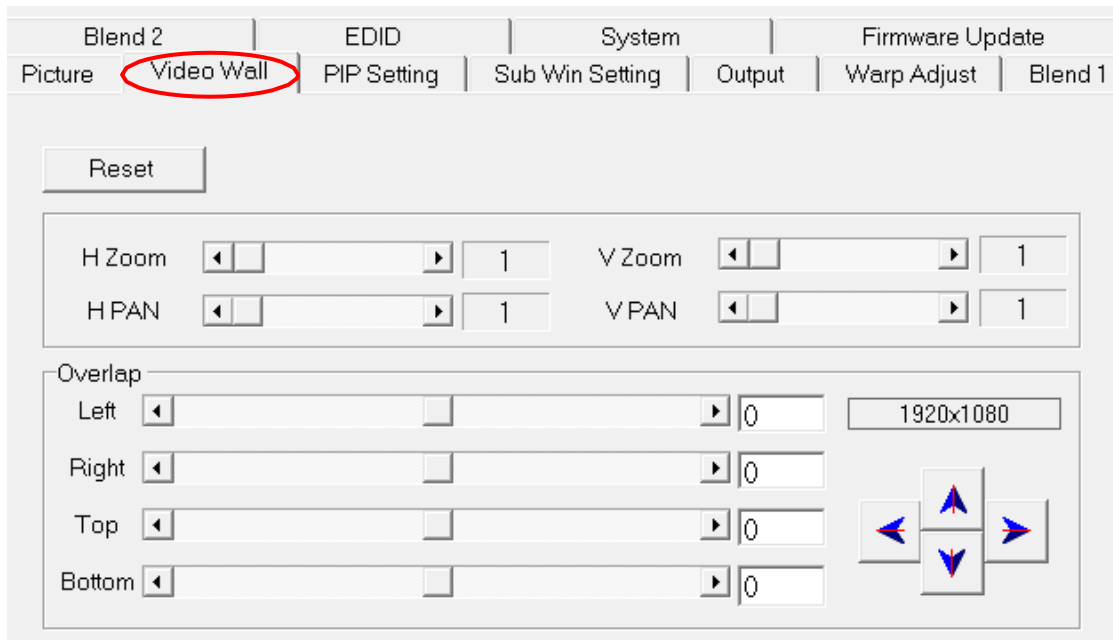 Blend 2 EDID System Firmware Update
Picture Video Wall PIP Setting Sub Win Setting Output Warp Adjust Blend 1
Reset
H Zoom 1 V Zoom 1
H PAN 1 V PAN 1
Overlap
Left 0 1920x1080
Right 0
Top 0
Bottom 0